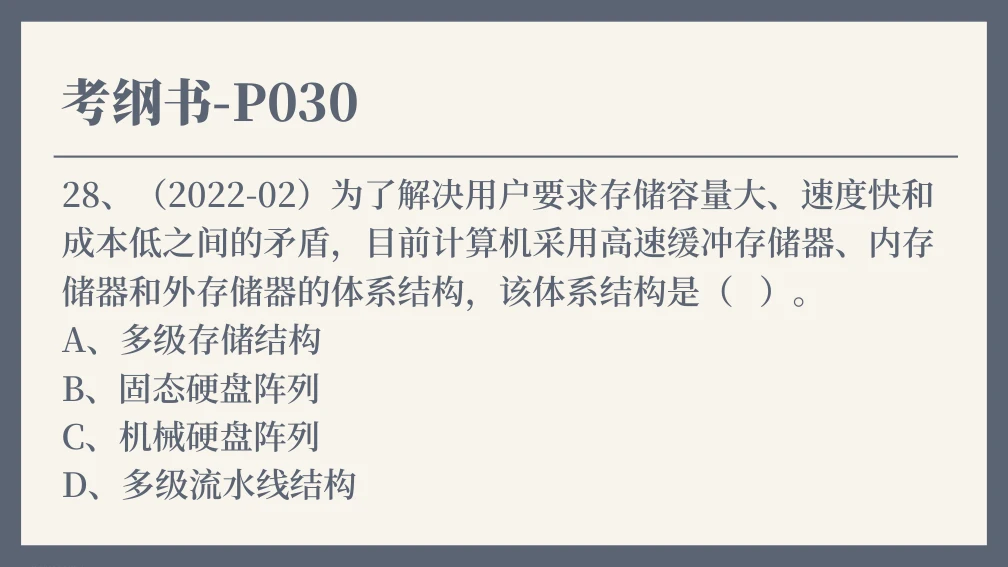 考纲书-P030
28、（2022-02）为了解决用户要求存储容量大、速度快和
成本低之间的矛盾，目前计算机采用高速缓冲存储器、内存
储器和外存储器的体系结构，该体系结构是（  ）。
A、多级存储结构
B、固态硬盘阵列
C、机械硬盘阵列
D、多级流水线结构